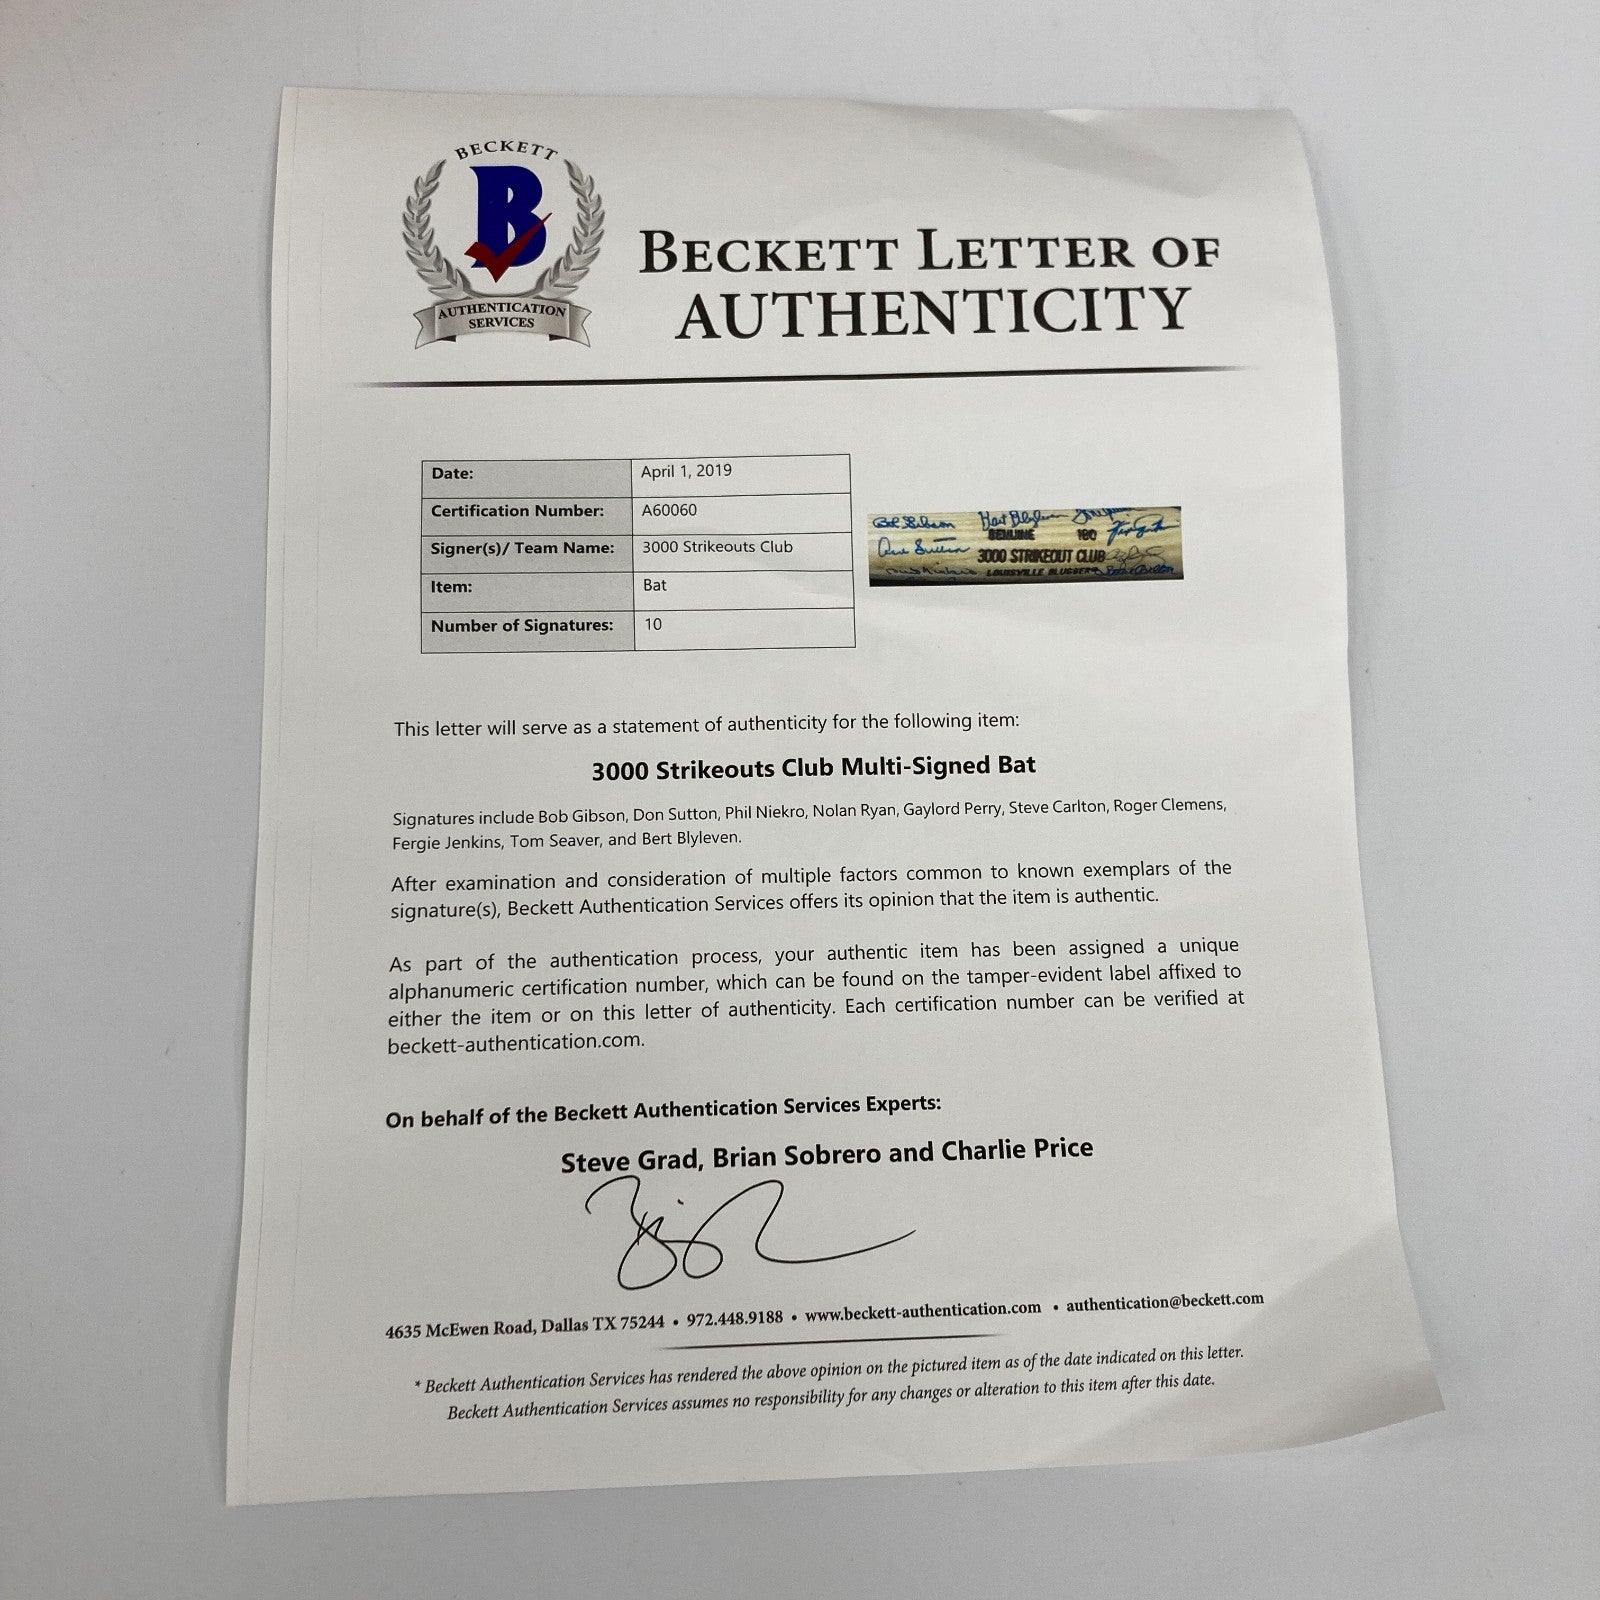 BECKETT
B
AUTHENTICATION
SERVICES
BECKETT LETTER OF
AUTHENTICITY
Date: April 1, 2019
Certification Number: A60060
Signer(s)/ Team Name: 3000 Strikeouts Club
Item: Bat
Number of Signatures: 10
Bob Gibson Bert Blyleven
GENUINE 180
Don Sutton 3000 STRIKEOUT CLUB
LOUISVILLE SLUGGER Steve Carlton
This letter will serve as a statement of authenticity for the following item:
3000 Strikeouts Club Multi-Signed Bat
Signatures include Bob Gibson, Don Sutton, Phil Niekro, Nolan Ryan, Gaylord Perry, Steve Carlton, Roger Clemens,
Fergie Jenkins, Tom Seaver, and Bert Blyleven.
After examination and consideration of multiple factors common to known exemplars of the
signature(s), Beckett Authentication Services offers its opinion that the item is authentic.
As part of the authentication process, your authentic item has been assigned a unique
alphanumeric certification number, which can be found on the tamper-evident label affixed to
either the item or on this letter of authenticity. Each certification number can be verified at
beckett-authentication.com.
On behalf of the Beckett Authentication Services Experts:
Steve Grad, Brian Sobrero and Charlie Price
4635 McEwen Road, Dallas TX 75244 • 972.448.9188 • www.beckett-authentication.com • authentication@beckett.com
* Beckett Authentication Services has rendered the above opinion on the pictured item as of the date indicated on this letter.
Beckett Authentication Services assumes no responsibility for any changes or alteration to this item after this date.